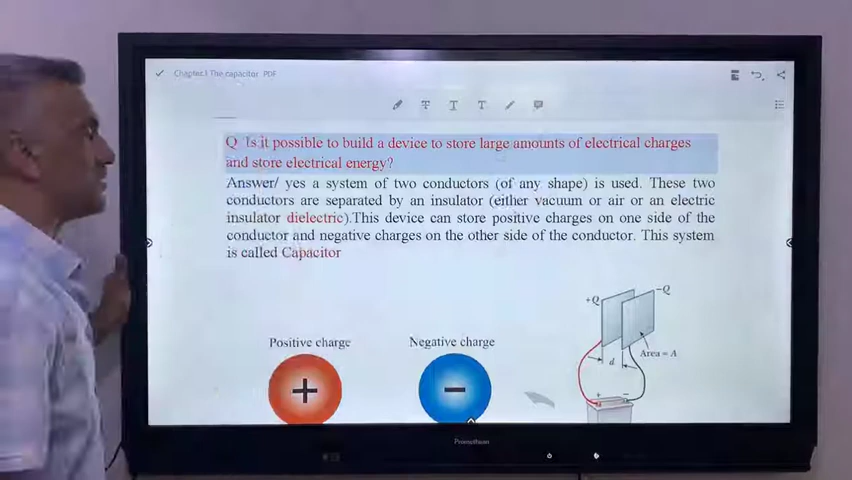 Chapter.1 The capacitor .PDF
Q Is it possible to build a device to store large amounts of electrical charges
and store electrical energy?
Answer/ yes a system of two conductors (of any shape) is used. These two
conductors are separated by an insulator (either vacuum or air or an electric
insulator dielectric).This device can store positive charges on one side of the
conductor and negative charges on the other side of the conductor. This system
is called Capacitor
+Q
−Q
Positive charge
Negative charge
Area = A
d
+
−
+
−
Promethean